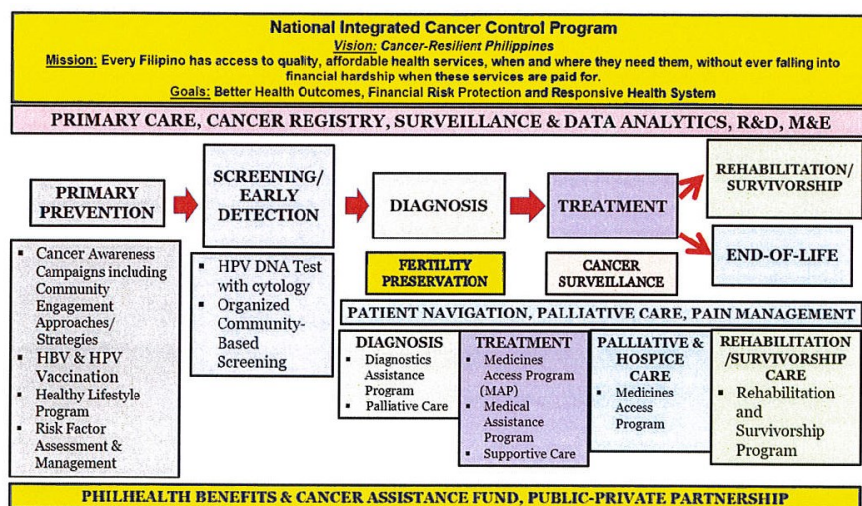 National Integrated Cancer Control Program
Vision: Cancer-Resilient Philippines
Mission: Every Filipino has access to quality, affordable health services, when and where they need them, without ever falling into
financial hardship when these services are paid for.
Goals: Better Health Outcomes, Financial Risk Protection and Responsive Health System
PRIMARY CARE, CANCER REGISTRY, SURVEILLANCE & DATA ANALYTICS, R&D, M&E
PRIMARY
PREVENTION
SCREENING/
EARLY
DETECTION
DIAGNOSIS
TREATMENT
REHABILITATION/
SURVIVORSHIP
END-OF-LIFE
▪ Cancer Awareness
Campaigns including
Community
Engagement
Approaches/
Strategies
▪ HBV & HPV
Vaccination
▪ Healthy Lifestyle
Program
▪ Risk Factor
Assessment &
Management
▪ HPV DNA Test
with cytology
▪ Organized
Community-
Based
Screening
FERTILITY
PRESERVATION
CANCER
SURVEILLANCE
PATIENT NAVIGATION, PALLIATIVE CARE, PAIN MANAGEMENT
DIAGNOSIS
▪ Diagnostics
Assistance
Program
▪ Palliative Care
TREATMENT
▪ Medicines
Access Program
(MAP)
▪ Medical
Assistance
Program
▪ Supportive Care
PALLIATIVE &
HOSPICE
CARE
▪ Medicines
Access
Program
REHABILITATION
/SURVIVORSHIP
CARE
▪ Rehabilitation
and
Survivorship
Program
PHILHEALTH BENEFITS & CANCER ASSISTANCE FUND, PUBLIC-PRIVATE PARTNERSHIP